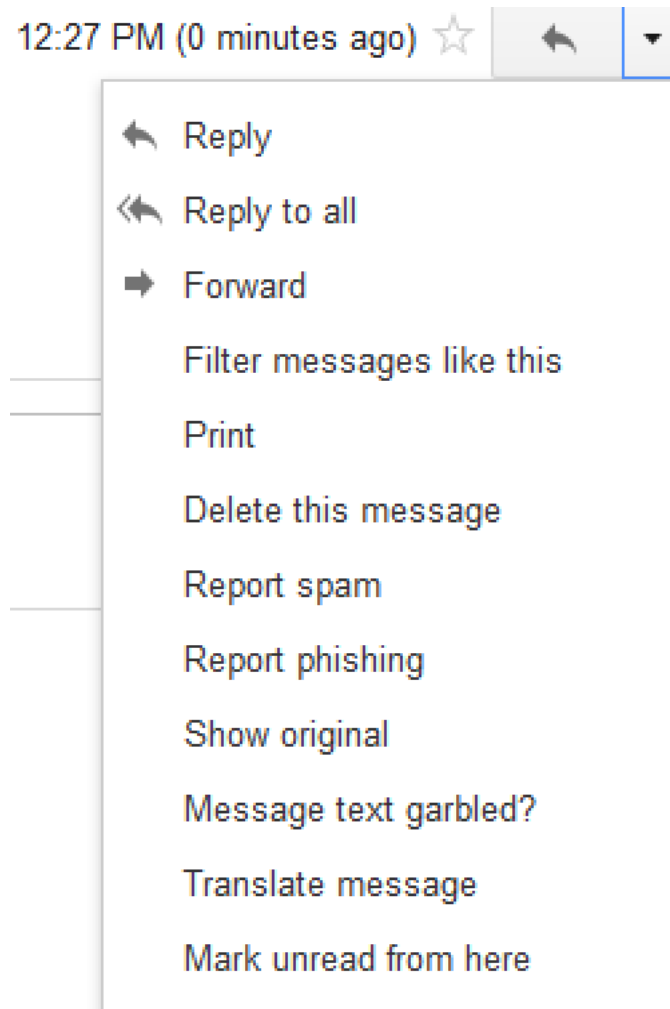 12:27 PM (0 minutes ago)
Reply
Reply to all
Forward
Filter messages like this
Print
Delete this message
Report spam
Report phishing
Show original
Message text garbled?
Translate message
Mark unread from here